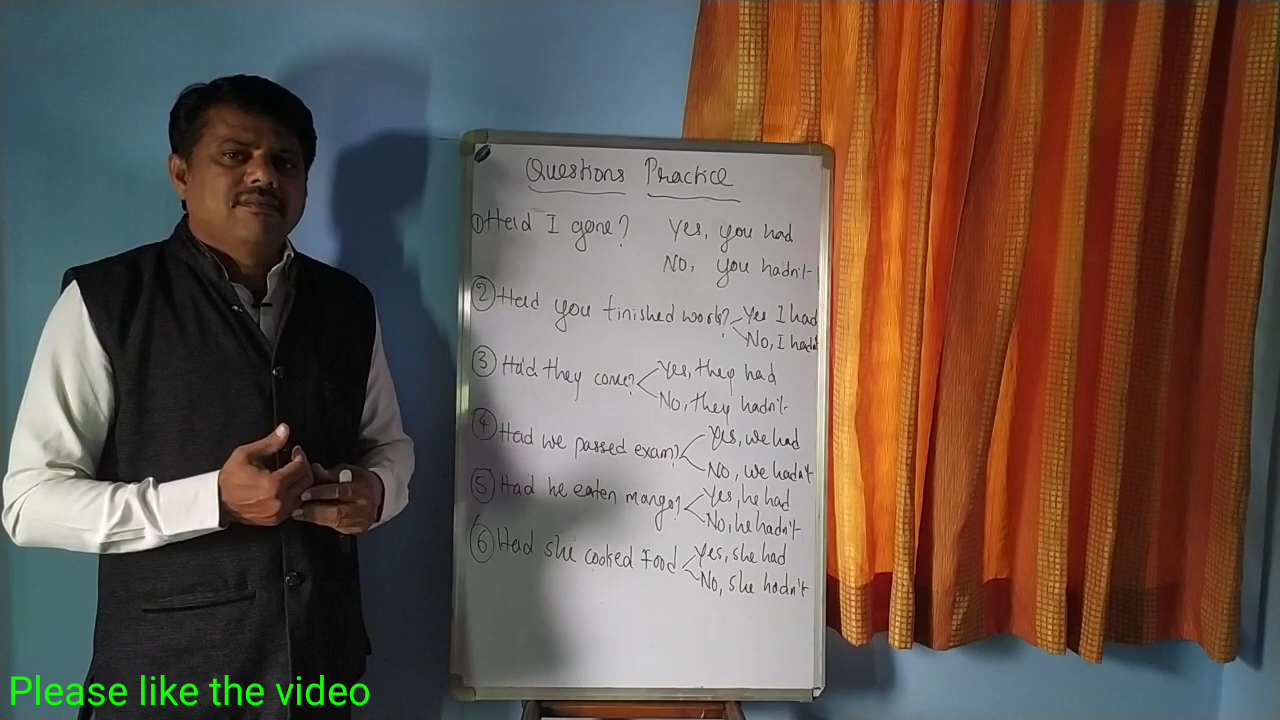 Questions Practice
① Had I gone? Yes, you had
No, you hadn't
② Had you finished work? Yes I had
No, I hadn't
③ Had they come? Yes, they had
No, they hadn't
④ Had we passed exam? Yes, we had
No, we hadn't
⑤ Had he eaten mango? Yes, he had
No, he hadn't
⑥ Had she cooked Food Yes, she had
No, she hadn't
Please like the video